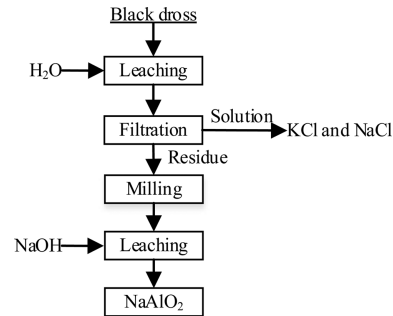 Black dross
H₂O
Leaching
Filtration
Solution
KCl and NaCl
Residue
Milling
NaOH
Leaching
NaAlO₂